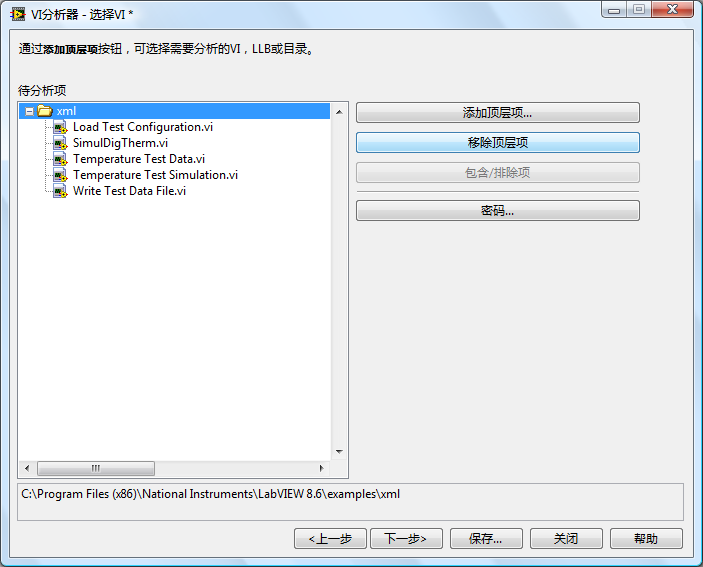 VI分析器 - 选择VI *
通过添加顶层项按钮，可选择需要分析的VI，LLB或目录。
待分析项
xml
Load Test Configuration.vi
SimulDigTherm.vi
Temperature Test Data.vi
Temperature Test Simulation.vi
Write Test Data File.vi
添加顶层项...
移除顶层项
包含/排除项
密码...
C:\Program Files (x86)\National Instruments\LabVIEW 8.6\examples\xml
<上一步 下一步> 保存... 关闭 帮助